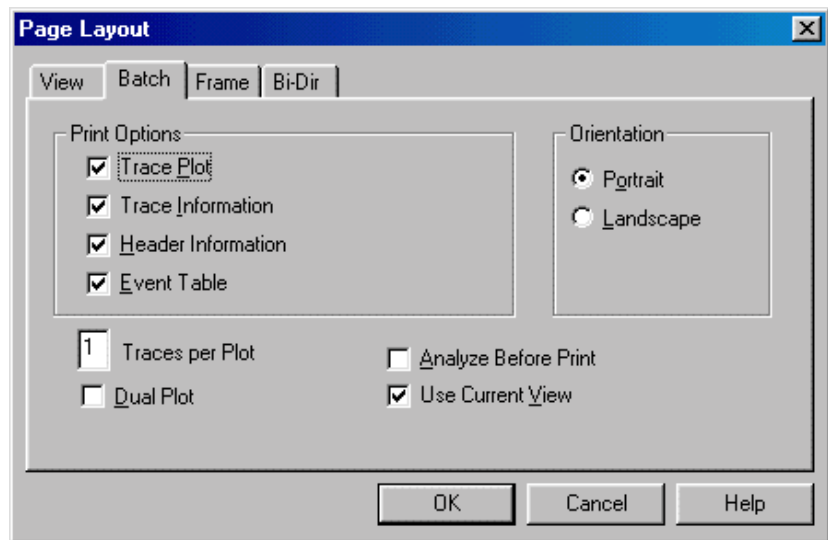 Page Layout
View Batch Frame Bi-Dir
Print Options
Trace Plot
Trace Information
Header Information
Event Table
Orientation
Portrait
Landscape
1 Traces per Plot
Dual Plot
Analyze Before Print
Use Current View
OK Cancel Help